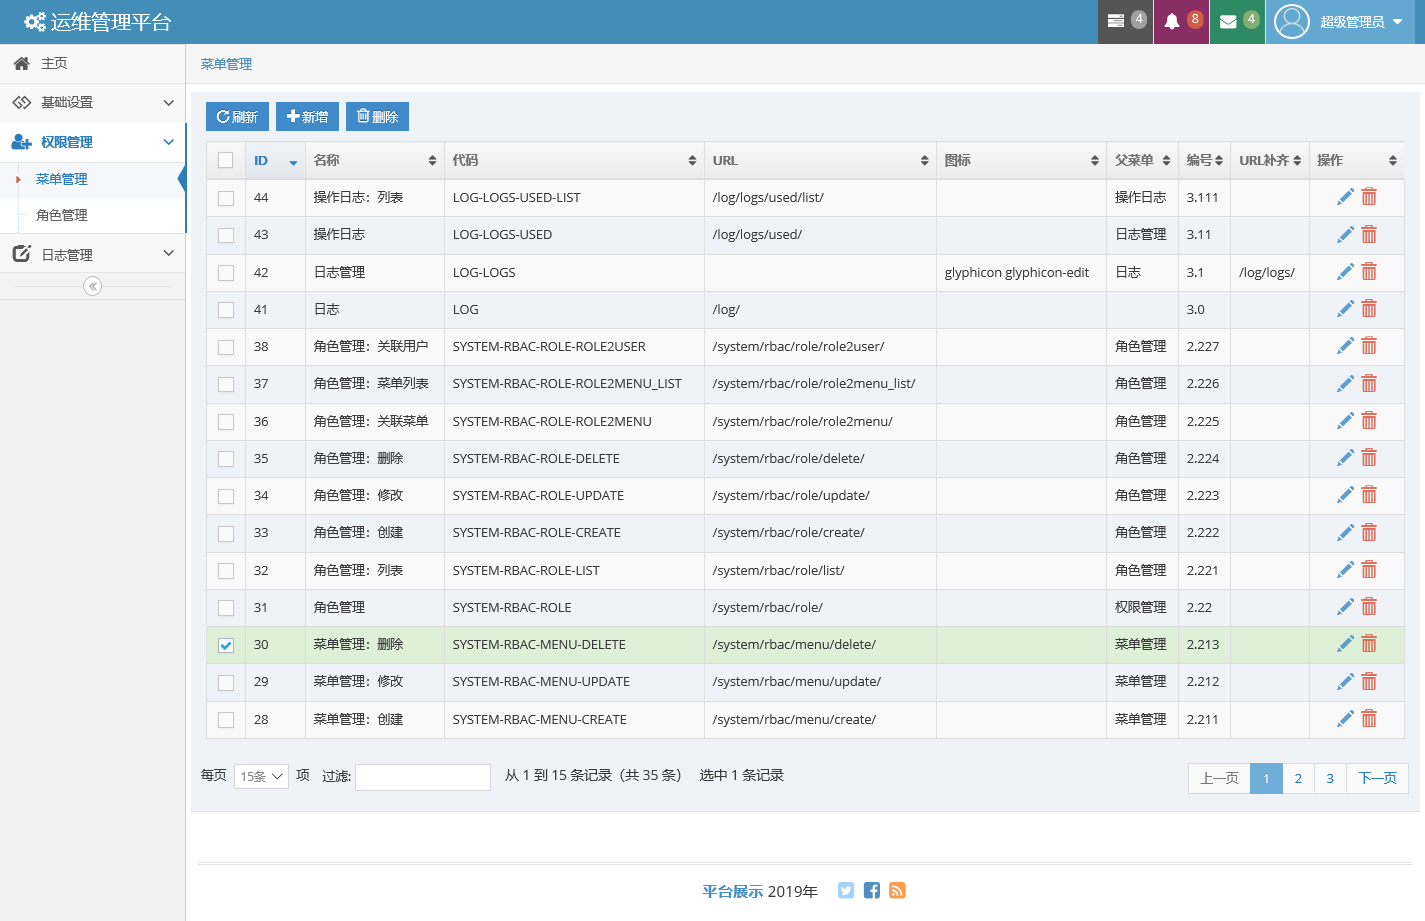 运维管理平台 4 8 4 超级管理员
主页
基础设置
权限管理
菜单管理
角色管理
日志管理
菜单管理
刷新 新增 删除
ID 名称 代码 URL 图标 父菜单 编号 URL补齐 操作
44 操作日志：列表 LOG-LOGS-USED-LIST /log/logs/used/list/ 操作日志 3.111
43 操作日志 LOG-LOGS-USED /log/logs/used/ 日志管理 3.11
42 日志管理 LOG-LOGS glyphicon glyphicon-edit 日志 3.1 /log/logs/
41 日志 LOG /log/ 3.0
38 角色管理：关联用户 SYSTEM-RBAC-ROLE-ROLE2USER /system/rbac/role/role2user/ 角色管理 2.227
37 角色管理：菜单列表 SYSTEM-RBAC-ROLE-ROLE2MENU_LIST /system/rbac/role/role2menu_list/ 角色管理 2.226
36 角色管理：关联菜单 SYSTEM-RBAC-ROLE-ROLE2MENU /system/rbac/role/role2menu/ 角色管理 2.225
35 角色管理：删除 SYSTEM-RBAC-ROLE-DELETE /system/rbac/role/delete/ 角色管理 2.224
34 角色管理：修改 SYSTEM-RBAC-ROLE-UPDATE /system/rbac/role/update/ 角色管理 2.223
33 角色管理：创建 SYSTEM-RBAC-ROLE-CREATE /system/rbac/role/create/ 角色管理 2.222
32 角色管理：列表 SYSTEM-RBAC-ROLE-LIST /system/rbac/role/list/ 角色管理 2.221
31 角色管理 SYSTEM-RBAC-ROLE /system/rbac/role/ 权限管理 2.22
30 菜单管理：删除 SYSTEM-RBAC-MENU-DELETE /system/rbac/menu/delete/ 菜单管理 2.213
29 菜单管理：修改 SYSTEM-RBAC-MENU-UPDATE /system/rbac/menu/update/ 菜单管理 2.212
28 菜单管理：创建 SYSTEM-RBAC-MENU-CREATE /system/rbac/menu/create/ 菜单管理 2.211
每页 15条 项 过滤: 从 1 到 15 条记录（共 35 条） 选中 1 条记录 上一页 1 2 3 下一页
平台展示 2019年